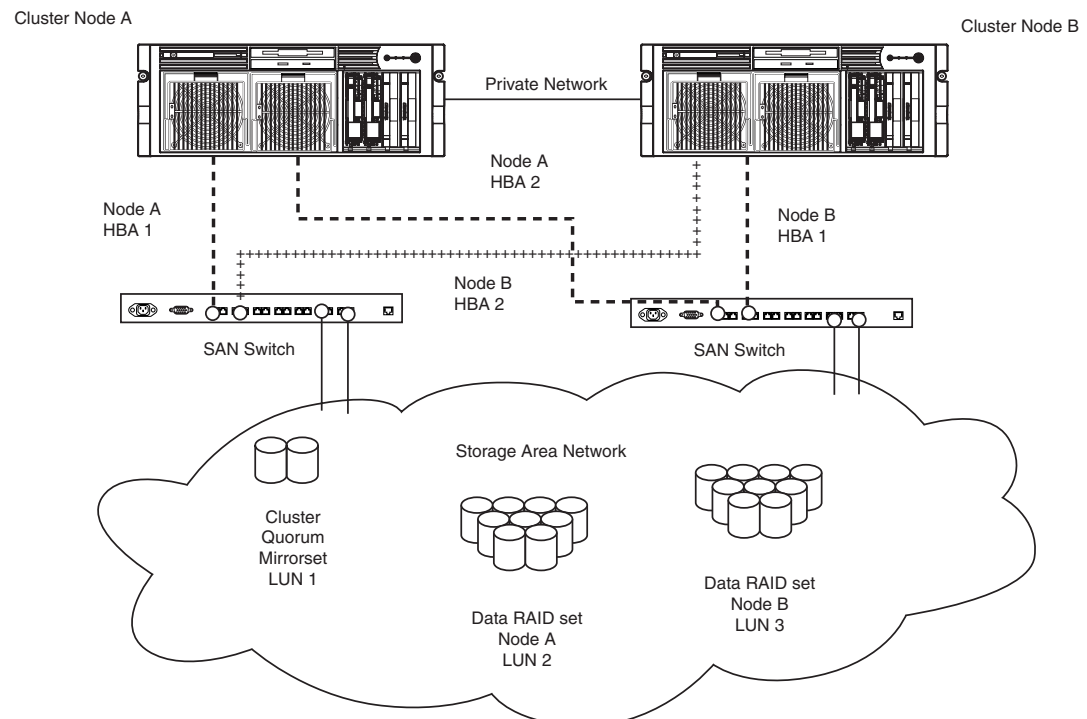 Cluster Node A
Cluster Node B
Private Network
Node A
HBA 2
Node A
HBA 1
Node B
HBA 1
Node B
HBA 2
SAN Switch
SAN Switch
Storage Area Network
Cluster
Quorum
Mirrorset
LUN 1
Data RAID set
Node A
LUN 2
Data RAID set
Node B
LUN 3